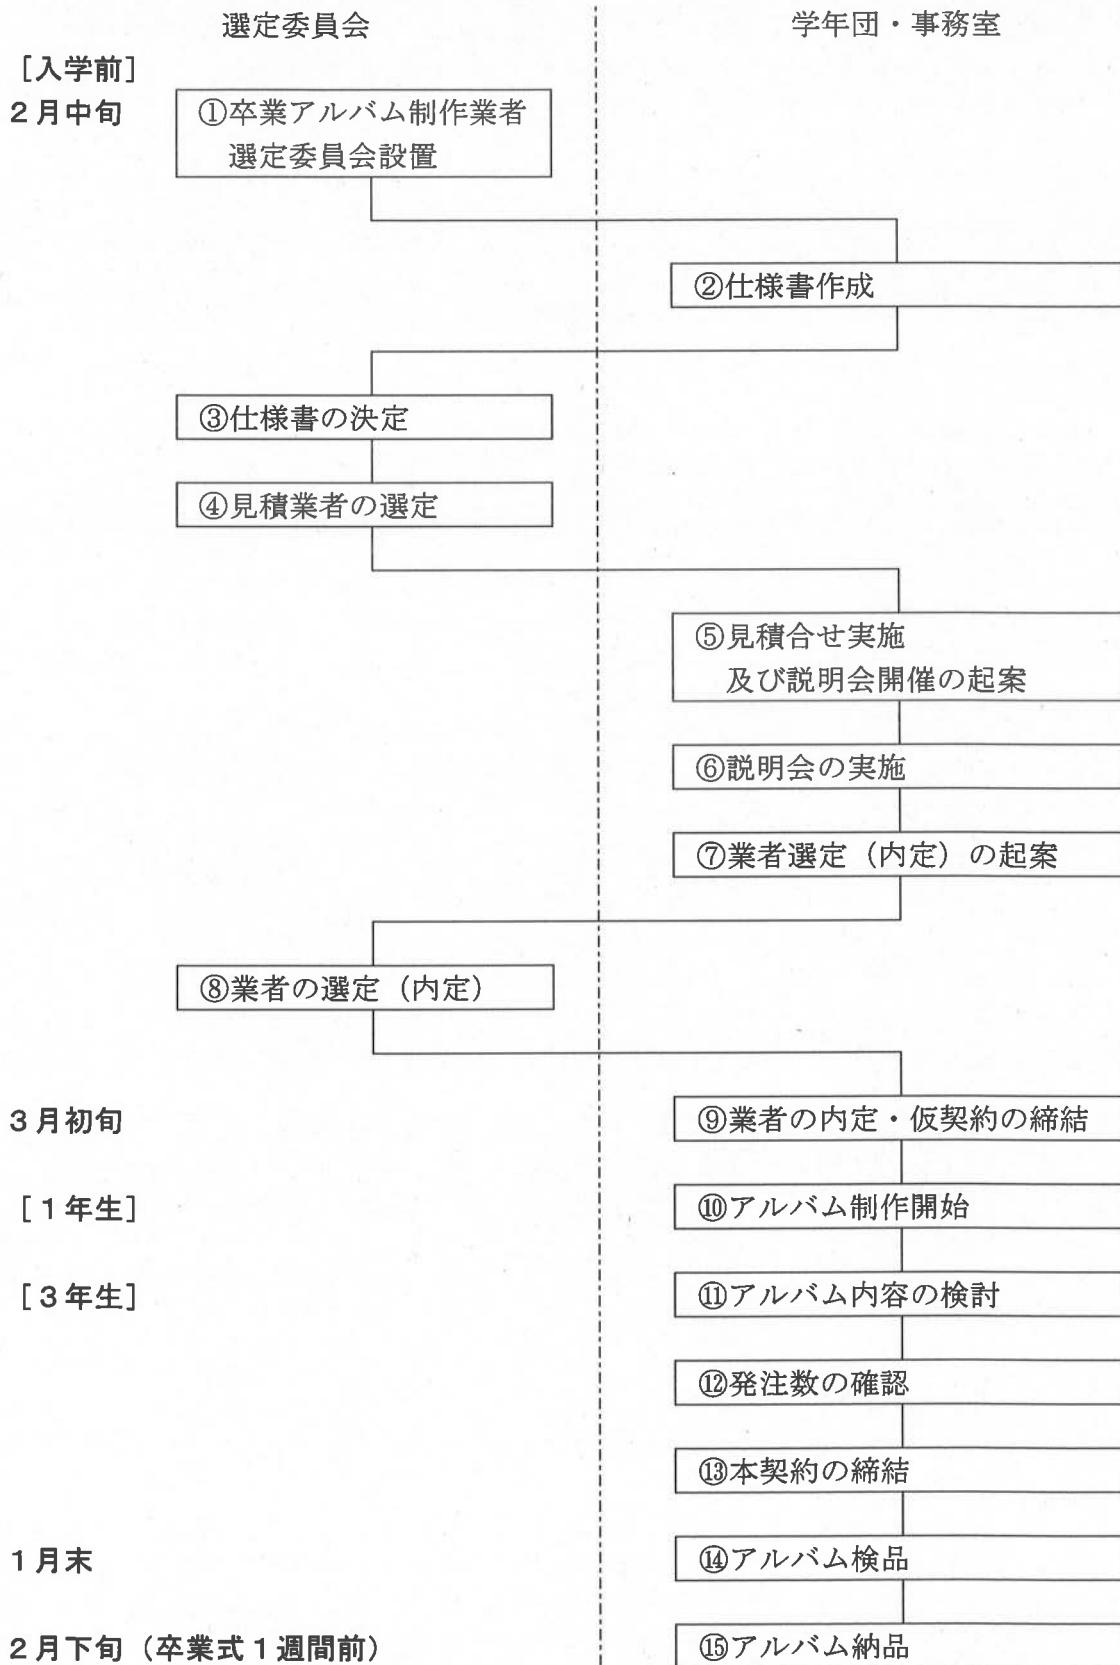 選定委員会
学年団・事務室
［入学前］
２月中旬
①卒業アルバム制作業者
選定委員会設置
②仕様書作成
③仕様書の決定
④見積業者の選定
⑤見積合せ実施
及び説明会開催の起案
⑥説明会の実施
⑦業者選定（内定）の起案
⑧業者の選定（内定）
３月初旬
⑨業者の内定・仮契約の締結
［１年生］
⑩アルバム制作開始
［３年生］
⑪アルバム内容の検討
⑫発注数の確認
⑬本契約の締結
１月末
⑭アルバム検品
２月下旬（卒業式１週間前）
⑮アルバム納品